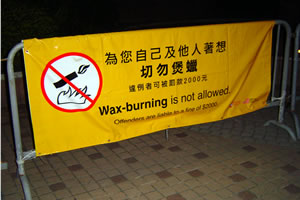 為您自己及他人著想
切勿煲蠟
違例者可被罰款2000元
Wax-burning is not allowed.
Offenders are liable to a fine of $2000.